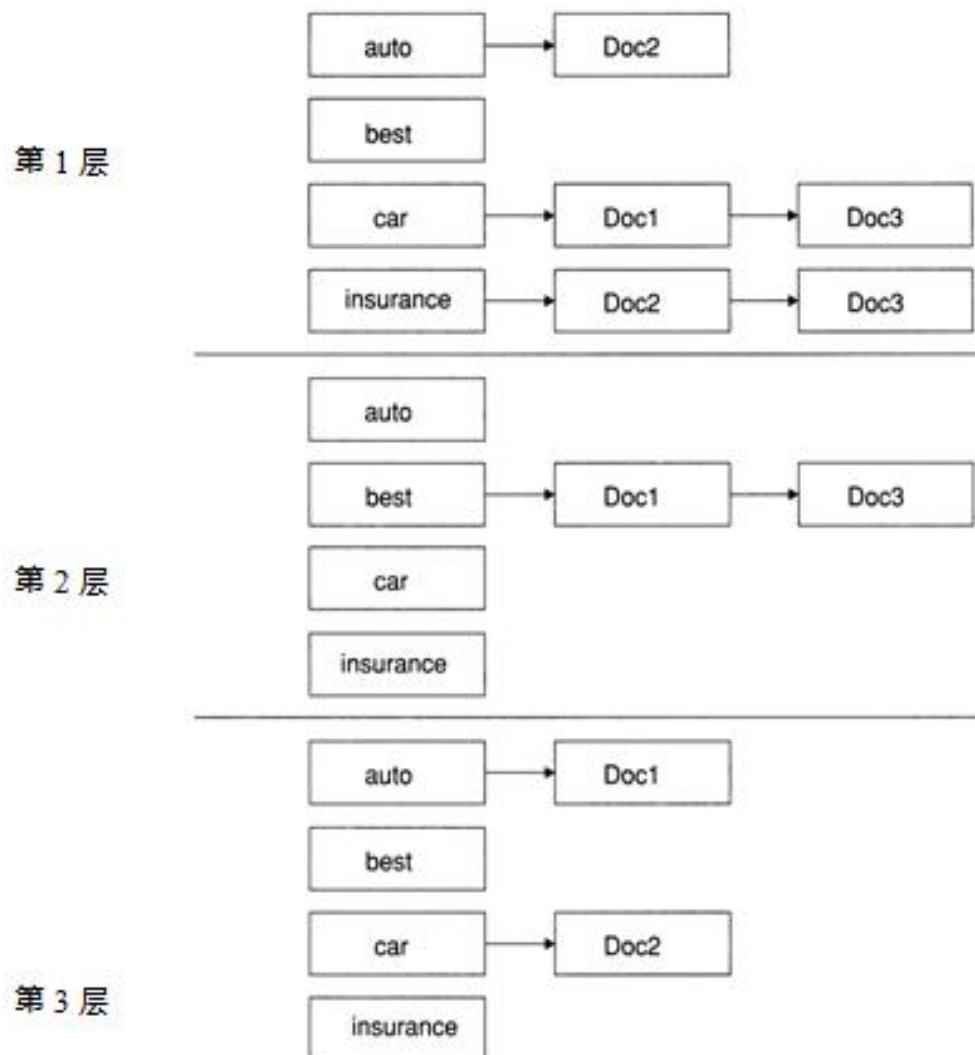 auto Doc2
best
第 1 层
car Doc1 Doc3
insurance Doc2 Doc3
auto
best Doc1 Doc3
第 2 层
car
insurance
auto Doc1
best
car Doc2
第 3 层
insurance